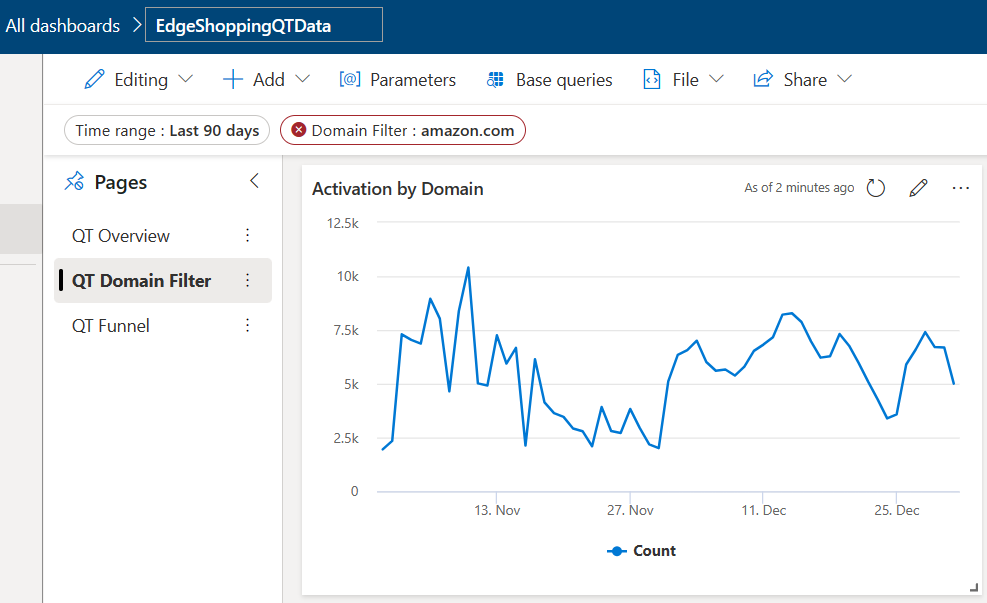 All dashboards > EdgeShoppingQTData
Editing Add Parameters Base queries File Share
Time range : Last 90 days Domain Filter : amazon.com
Pages
QT Overview
QT Domain Filter
QT Funnel
Activation by Domain As of 2 minutes ago
12.5k
10k
7.5k
5k
2.5k
0
13. Nov 27. Nov 11. Dec 25. Dec
Count